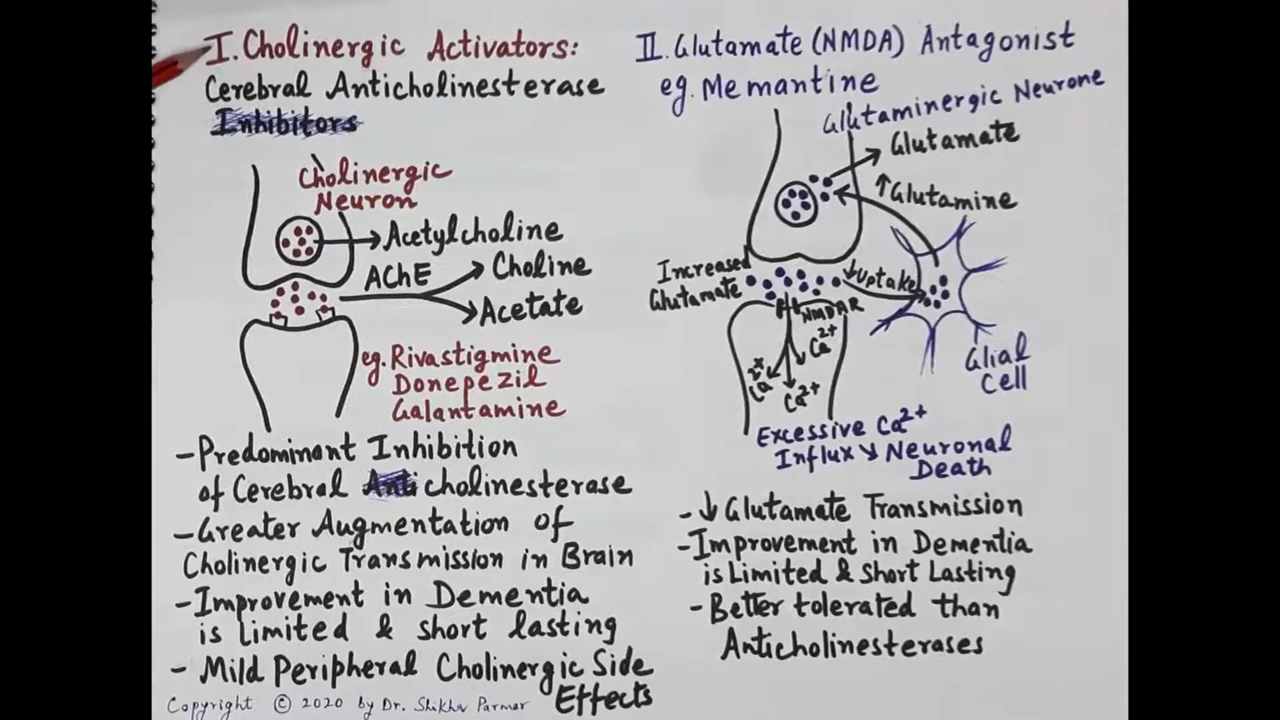 I. Cholinergic Activators:
Cerebral Anticholinesterase
Inhibitors
Cholinergic
Neuron
Acetylcholine
AChE
Choline
Acetate
eg. Rivastigmine
Donepezil
Galantamine
-Predominant Inhibition
of Cerebral Anticholinesterase
-Greater Augmentation of
Cholinergic Transmission in Brain
-Improvement in Dementia
is limited & short lasting
- Mild Peripheral Cholinergic Side
Effects
Copyright © 2020 by Dr. Shikha Parmar
II. Glutamate (NMDA) Antagonist
eg. Memantine
Glutaminergic Neurone
Glutamate
↑Glutamine
Increased
Glutamate
↓uptake
NMDAR
Ca2+
Ca2+
Ca2+
Glial
Cell
Excessive Ca2+
Influx ↘ Neuronal
Death
- ↓ Glutamate Transmission
-Improvement in Dementia
is Limited & Short Lasting
- Better tolerated than
Anticholinesterases